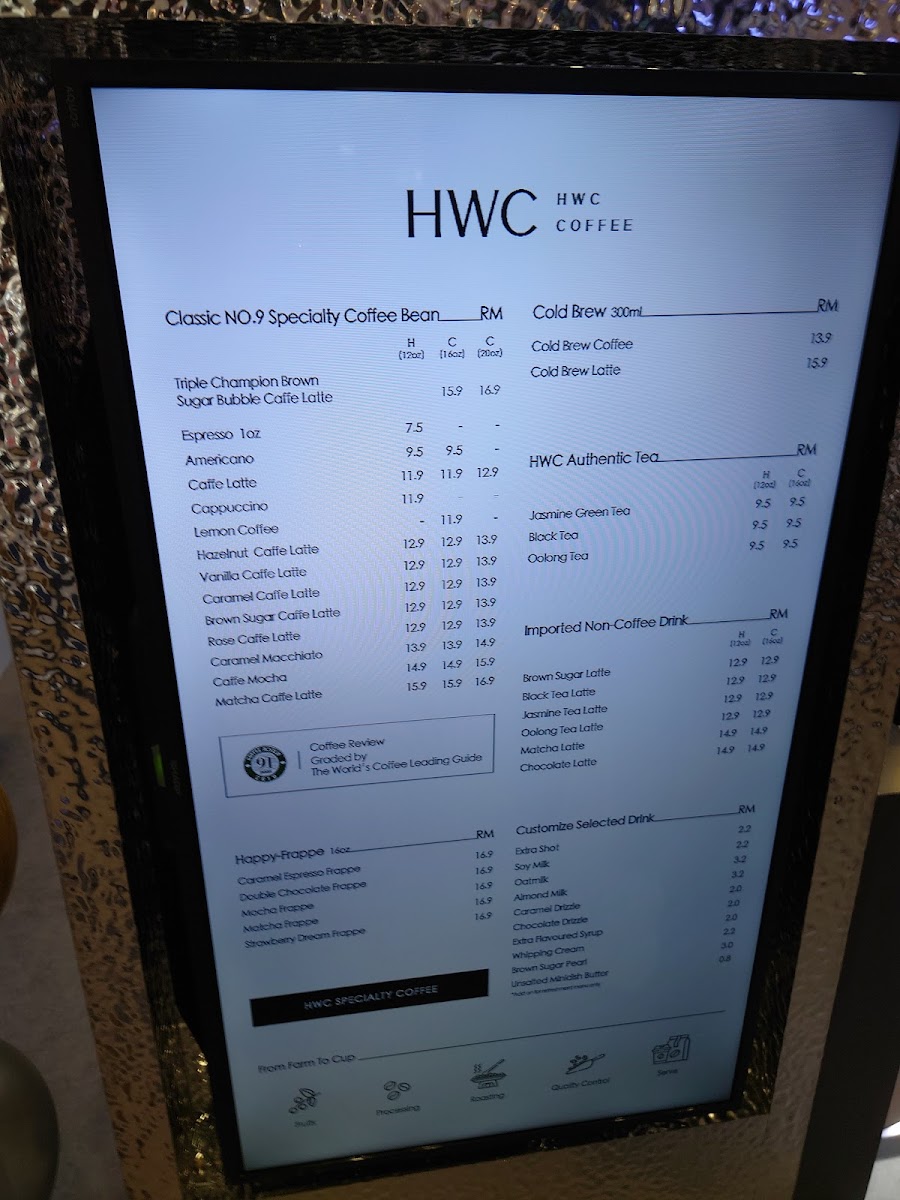 HWC HWC
COFFEE
Classic NO.9 Specialty Coffee Bean RM
H C C
(12oz) (16oz) (20oz)
Triple Champion Brown
Sugar Bubble Caffe Latte 15.9 16.9
Espresso 1oz 7.5 - -
Americano 9.5 9.5 -
Caffe Latte 11.9 11.9 12.9
Cappuccino 11.9 - -
Lemon Coffee - 11.9 -
Hazelnut Caffe Latte 12.9 12.9 13.9
Vanilla Caffe Latte 12.9 12.9 13.9
Caramel Caffe Latte 12.9 12.9 13.9
Brown Sugar Caffe Latte 12.9 12.9 13.9
Rose Caffe Latte 12.9 12.9 13.9
Caramel Macchiato 13.9 13.9 14.9
Caffe Mocha 14.9 14.9 15.9
Matcha Caffe Latte 15.9 15.9 16.9
91
Coffee Review
Graded by
The World's Coffee Leading Guide
Happy-Frappe 16oz RM
Caramel Espresso Frappe 16.9
Double Chocolate Frappe 16.9
Mocha Frappe 16.9
Matcha Frappe 16.9
Strawberry Dream Frappe 16.9
HWC SPECIALTY COFFEE
Cold Brew 300mL RM
Cold Brew Coffee 13.9
Cold Brew Latte 15.9
HWC Authentic Tea RM
H C
(12oz) (16oz)
Jasmine Green Tea 9.5 9.5
Black Tea 9.5 9.5
Oolong Tea 9.5 9.5
Imported Non-Coffee Drink RM
H C
(12oz) (16oz)
Brown Sugar Latte 12.9 12.9
Black Tea Latte 12.9 12.9
Jasmine Tea Latte 12.9 12.9
Oolong Tea Latte 12.9 12.9
Matcha Latte 14.9 14.9
Chocolate Latte 14.9 14.9
Customize Selected Drink RM
Extra Shot 2.2
Soy Milk 2.2
Oatmilk 3.2
Almond Milk 3.2
Caramel Drizzle 2.0
Chocolate Drizzle 2.0
Extra Flavoured Syrup 2.0
Whipping Cream 2.2
Brown Sugar Pearl 3.0
Unsalted Minidish Butter 0.8
From Farm To Cup
Fruits Processing Roasting Quality Control Serve